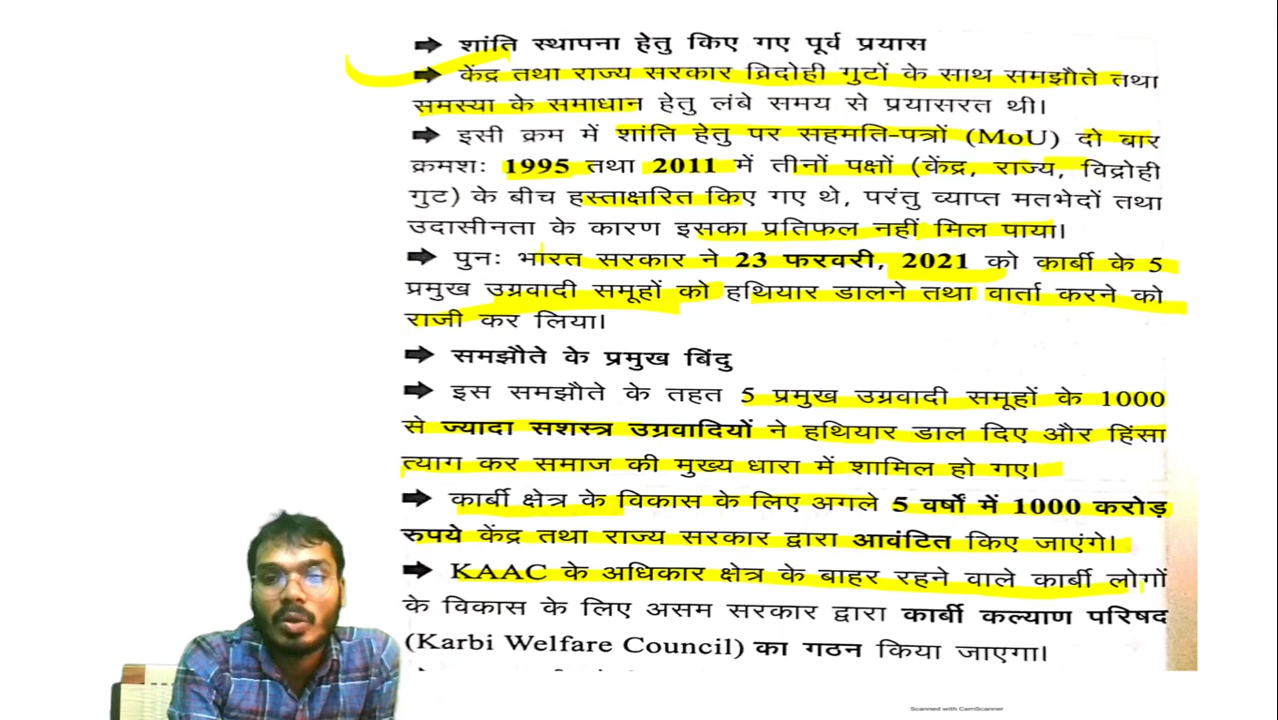 ➡ शांति स्थापना हेतु किए गए पूर्व प्रयास
➡ केंद्र तथा राज्य सरकार विद्रोही गुटों के साथ समझौते तथा
समस्या के समाधान हेतु लंबे समय से प्रयासरत थी।
➡ इसी क्रम में शांति हेतु पर सहमति-पत्रों (MoU) दो बार
क्रमशः 1995 तथा 2011 में तीनों पक्षों (केंद्र, राज्य, विद्रोही
गुट) के बीच हस्ताक्षरित किए गए थे, परंतु व्याप्त मतभेदों तथा
उदासीनता के कारण इसका प्रतिफल नहीं मिल पाया।
➡ पुनः भारत सरकार ने 23 फरवरी, 2021 को कार्बी के 5
प्रमुख उग्रवादी समूहों को हथियार डालने तथा वार्ता करने को
राजी कर लिया।
➡ समझौते के प्रमुख बिंदु
➡ इस समझौते के तहत 5 प्रमुख उग्रवादी समूहों के 1000
से ज्यादा सशस्त्र उग्रवादियों ने हथियार डाल दिए और हिंसा
त्याग कर समाज की मुख्य धारा में शामिल हो गए।
➡ कार्बी क्षेत्र के विकास के लिए अगले 5 वर्षों में 1000 करोड़
रुपये केंद्र तथा राज्य सरकार द्वारा आवंटित किए जाएंगे।
➡ KAAC के अधिकार क्षेत्र के बाहर रहने वाले कार्बी लोगों
के विकास के लिए असम सरकार द्वारा कार्बी कल्याण परिषद
(Karbi Welfare Council) का गठन किया जाएगा।
Scanned with CamScanner